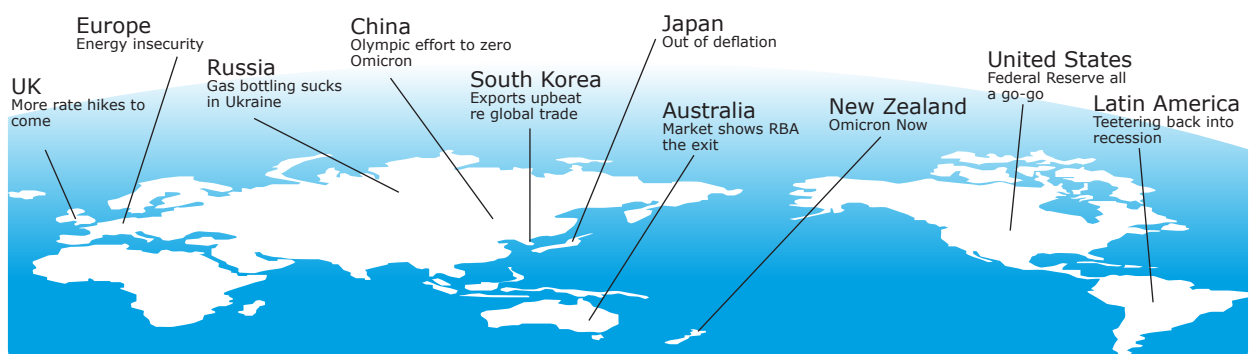 Europe
Energy insecurity
UK
More rate hikes to
come
Russia
Gas bottling sucks
in Ukraine
China
Olympic effort to zero
Omicron
South Korea
Exports upbeat
re global trade
Japan
Out of deflation
Australia
Market shows RBA
the exit
New Zealand
Omicron Now
United States
Federal Reserve all
a go-go
Latin America
Teetering back into
recession